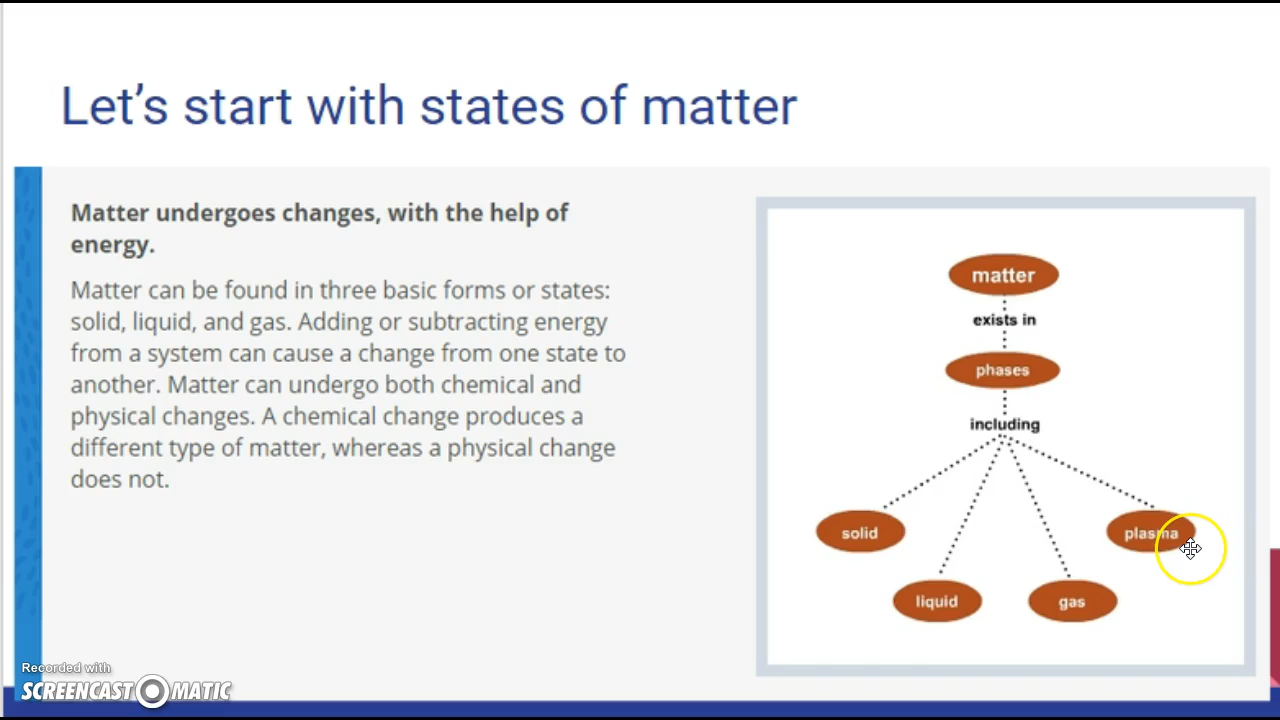 Let's start with states of matter
Matter undergoes changes, with the help of
energy.
Matter can be found in three basic forms or states:
solid, liquid, and gas. Adding or subtracting energy
from a system can cause a change from one state to
another. Matter can undergo both chemical and
physical changes. A chemical change produces a
different type of matter, whereas a physical change
does not.
matter
exists in
phases
including
solid
plasma
liquid
gas
Recorded with
SCREENCAST MATIC